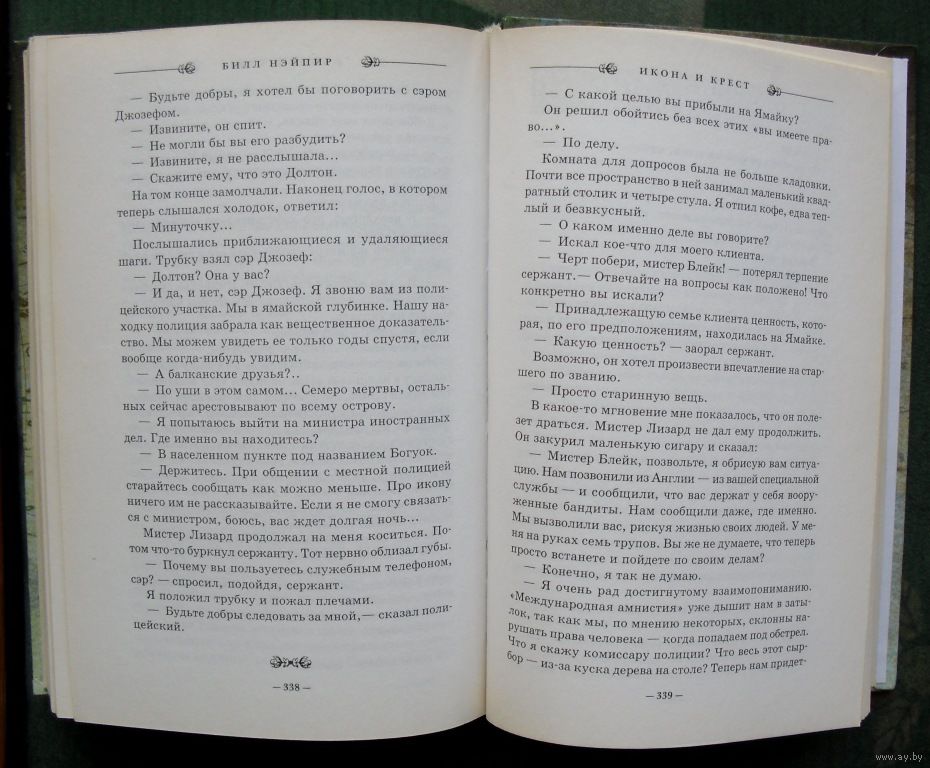 БИЛЛ НЭЙПИР
— Будьте добры, я хотел бы поговорить с сэром
Джозефом.
— Извините, он спит.
— Не могли бы вы его разбудить?
— Извините, я не расслышала...
— Скажите ему, что это Долтон.
На том конце замолчали. Наконец голос, в котором
теперь слышался холодок, ответил:
— Минуточку...
Послышались приближающиеся и удаляющиеся
шаги. Трубку взял сэр Джозеф:
— Долтон? Она у вас?
— И да, и нет, сэр Джозеф. Я звоню вам из поли-
цейского участка. Мы в ямайской глубинке. Нашу на-
ходку полиция забрала как вещественное доказатель-
ство. Мы можем увидеть ее только годы спустя, если
вообще когда-нибудь увидим.
— А балканские друзья?..
— По уши в этом самом... Семеро мертвы, осталь-
ных сейчас арестовывают по всему острову.
— Я попытаюсь выйти на министра иностранных
дел. Где именно вы находитесь?
— В населенном пункте под названием Богуок.
— Держитесь. При общении с местной полицией
старайтесь сообщать как можно меньше. Про икону
ничего им не рассказывайте. Если я не смогу связать-
ся с министром, боюсь, вас ждет долгая ночь...
Мистер Лизард продолжал на меня коситься. По-
том что-то буркнул сержанту. Тот нервно облизал губы.
— Почему вы пользуетесь служебным телефоном,
сэр? — спросил, подойдя, сержант.
Я положил трубку и пожал плечами.
— Будьте добры следовать за мной,— сказал поли-
цейский.
— 338 —
ИКОНА И КРЕСТ
— С какой целью вы прибыли на Ямайку?
Он решил обойтись без всех этих «вы имеете пра-
во...».
— По делу.
Комната для допросов была не больше кладовки.
Почти все пространство в ней занимал маленький квад-
ратный столик и четыре стула. Я отпил кофе, едва теп-
лый и безвкусный.
— О каком именно деле вы говорите?
— Искал кое-что для моего клиента.
— Черт побери, мистер Блейк! — потерял терпение
сержант.— Отвечайте на вопросы как положено! Что
конкретно вы искали?
— Принадлежащую семье клиента ценность, кото-
рая, по его предположениям, находилась на Ямайке.
— Какую ценность? — заорал сержант.
Возможно, он хотел произвести впечатление на стар-
шего по званию.
— Просто старинную вещь.
В какое-то мгновение мне показалось, что он поле-
зет драться. Мистер Лизард не дал ему продолжить.
Он закурил маленькую сигару и сказал:
— Мистер Блейк, позвольте, я обрисую вам ситуа-
цию. Нам позвонили из Англии — из вашей специальной
службы — и сообщили, что вас держат у себя воору-
женные бандиты. Нам сообщили даже, где именно.
Мы вызволили вас, рискуя жизнью своих людей. У ме-
ня на руках семь трупов. Вы же не думаете, что теперь
просто встанете и пойдете по своим делам?
— Конечно, я так не думаю.
— Я очень рад достигнутому взаимопониманию.
«Международная амнистия» уже дышит нам в заты-
лок, так как мы, по мнению некоторых, склонны на-
рушать права человека — когда попадаем под обстрел.
Что я скажу комиссару полиции? Что весь этот сыр-
бор — из-за куска дерева на столе? Теперь нам придет-
— 339 —
www.ay.by